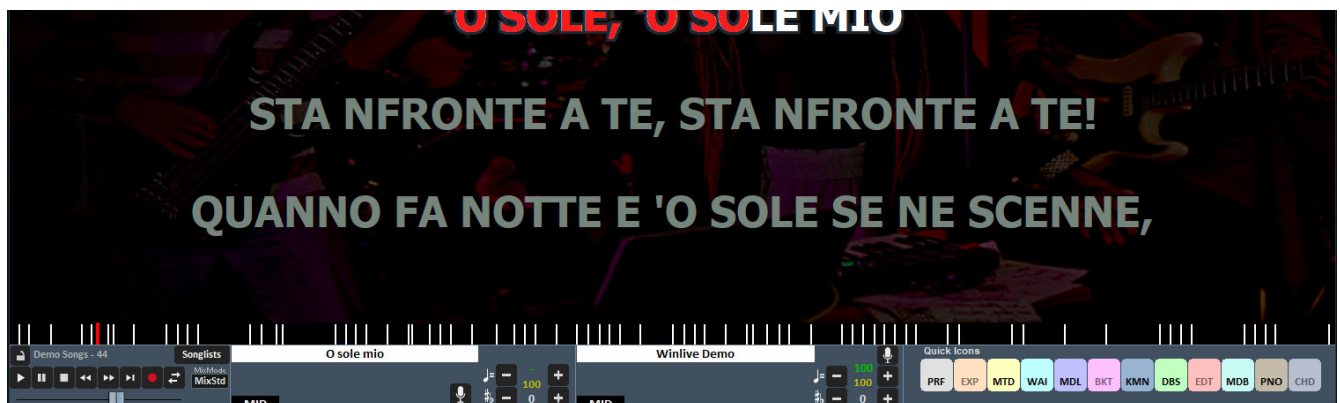 'O SOLE, 'O SOLE MIO
STA NFRONTE A TE, STA NFRONTE A TE!
QUANNO FA NOTTE E 'O SOLE SE NE SCENNE,
Demo Songs - 44
Songlists
MixMode
MixStd
O sole mio
MID
-
100
0
Winlive Demo
MID
100
100
0
Quick Icons
PRF EXP MTD WAI MDL BKT KMN DBS EDT MDB PNO CHD